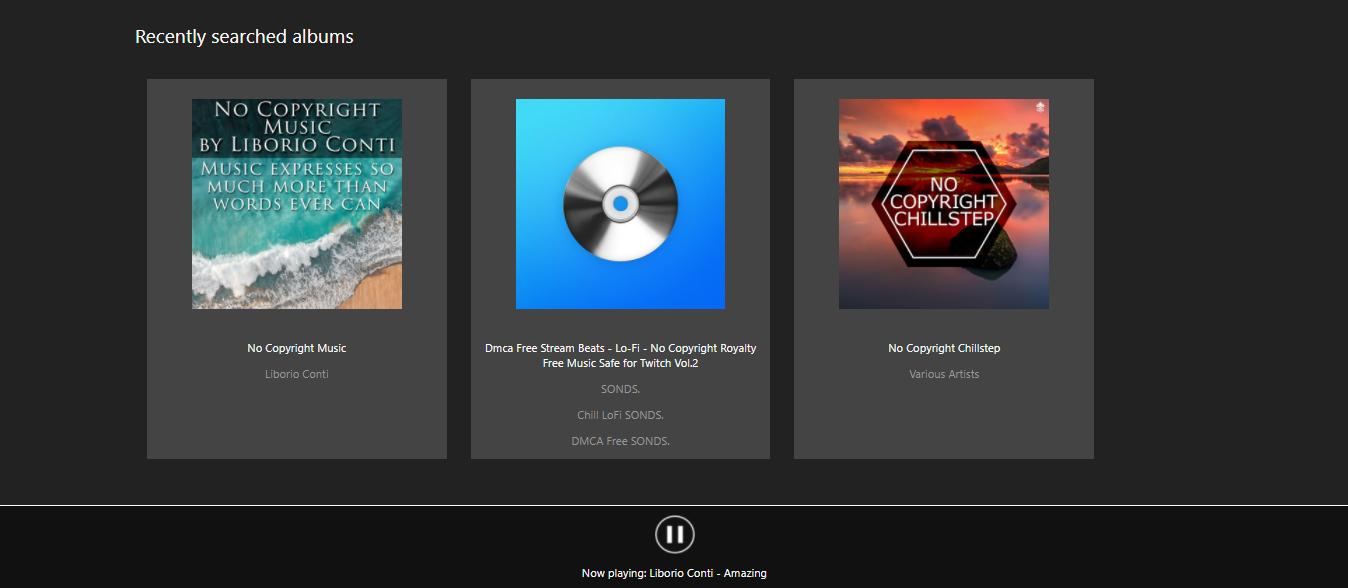 Recently searched albums
No Copyright
Music
by Liborio Conti
Music expresses so
much more than
words ever can
NO
COPYRIGHT
CHILLSTEP
No Copyright Music
Liborio Conti
Dmca Free Stream Beats - Lo-Fi - No Copyright Royalty
Free Music Safe for Twitch Vol.2
SONDS.
Chill LoFi SONDS.
DMCA Free SONDS.
No Copyright Chillstep
Various Artists
Now playing: Liborio Conti - Amazing